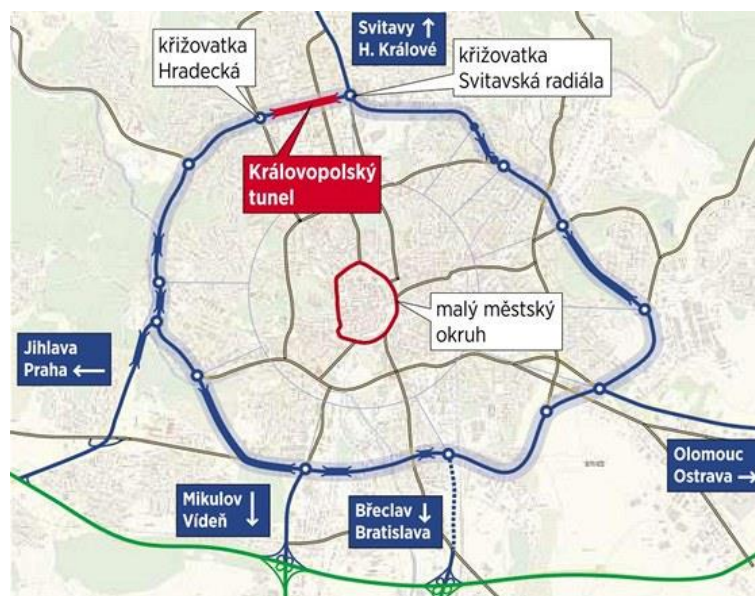 Svitavy ↑
H. Králové
křižovatka
Hradecká
křižovatka
Svitavská radiála
Královopolský
tunel
malý městský
okruh
Jihlava
Praha ←
Mikulov
Vídeň ↓
Břeclav ↓
Bratislava
Olomouc
Ostrava →